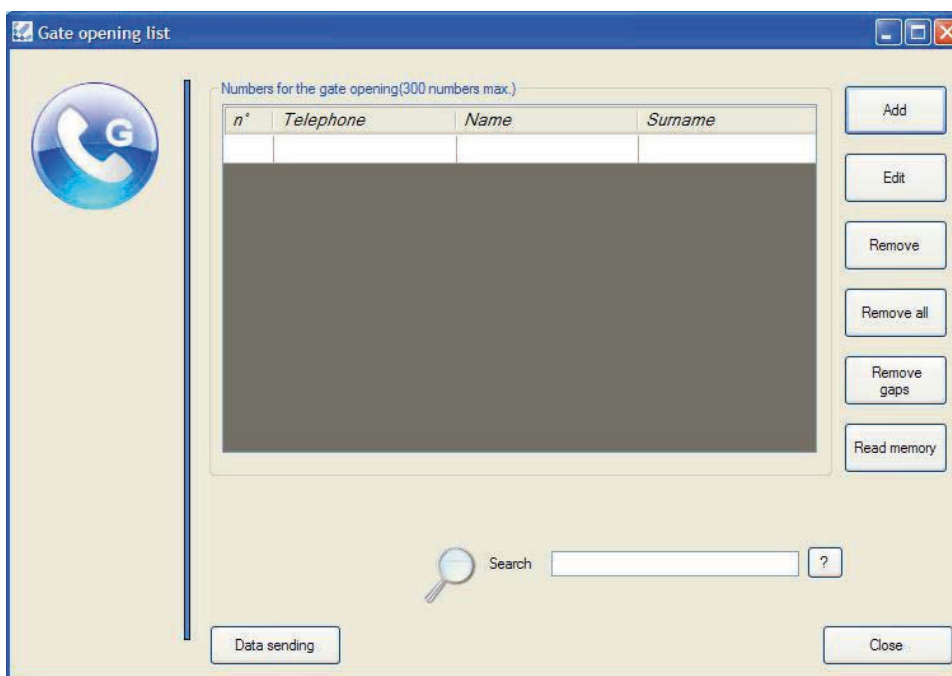 Gate opening list
G
Numbers for the gate opening(300 numbers max.)
n° Telephone Name Surname
Add
Edit
Remove
Remove all
Remove
gaps
Read memory
Search ?
Data sending Close